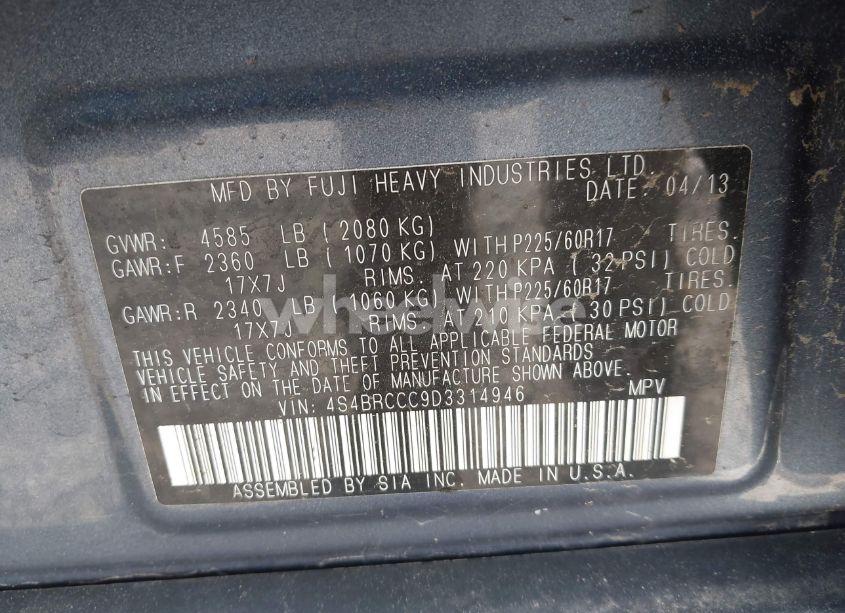 MFD BY FUJI HEAVY INDUSTRIES LTD.
DATE: 04/13
GVWR: 4585 LB ( 2080 KG)
GAWR:F 2360 LB ( 1070 KG) WITH P225/60R17 TIRES.
17X7J RIMS. AT 220 KPA ( 32 PSI) COLD
GAWR:R 2340 LB ( 1060 KG) WITH P225/60R17 TIRES.
17X7J RIMS. AT 210 KPA ( 30 PSI) COLD
wheelwise
THIS VEHICLE CONFORMS TO ALL APPLICABLE FEDERAL MOTOR
VEHICLE SAFETY AND THEFT PREVENTION STANDARDS
IN EFFECT ON THE DATE OF MANUFACTURE SHOWN ABOVE.
VIN: 4S4BRCCC9D3314946 MPV
ASSEMBLED BY SIA INC. MADE IN U.S.A.